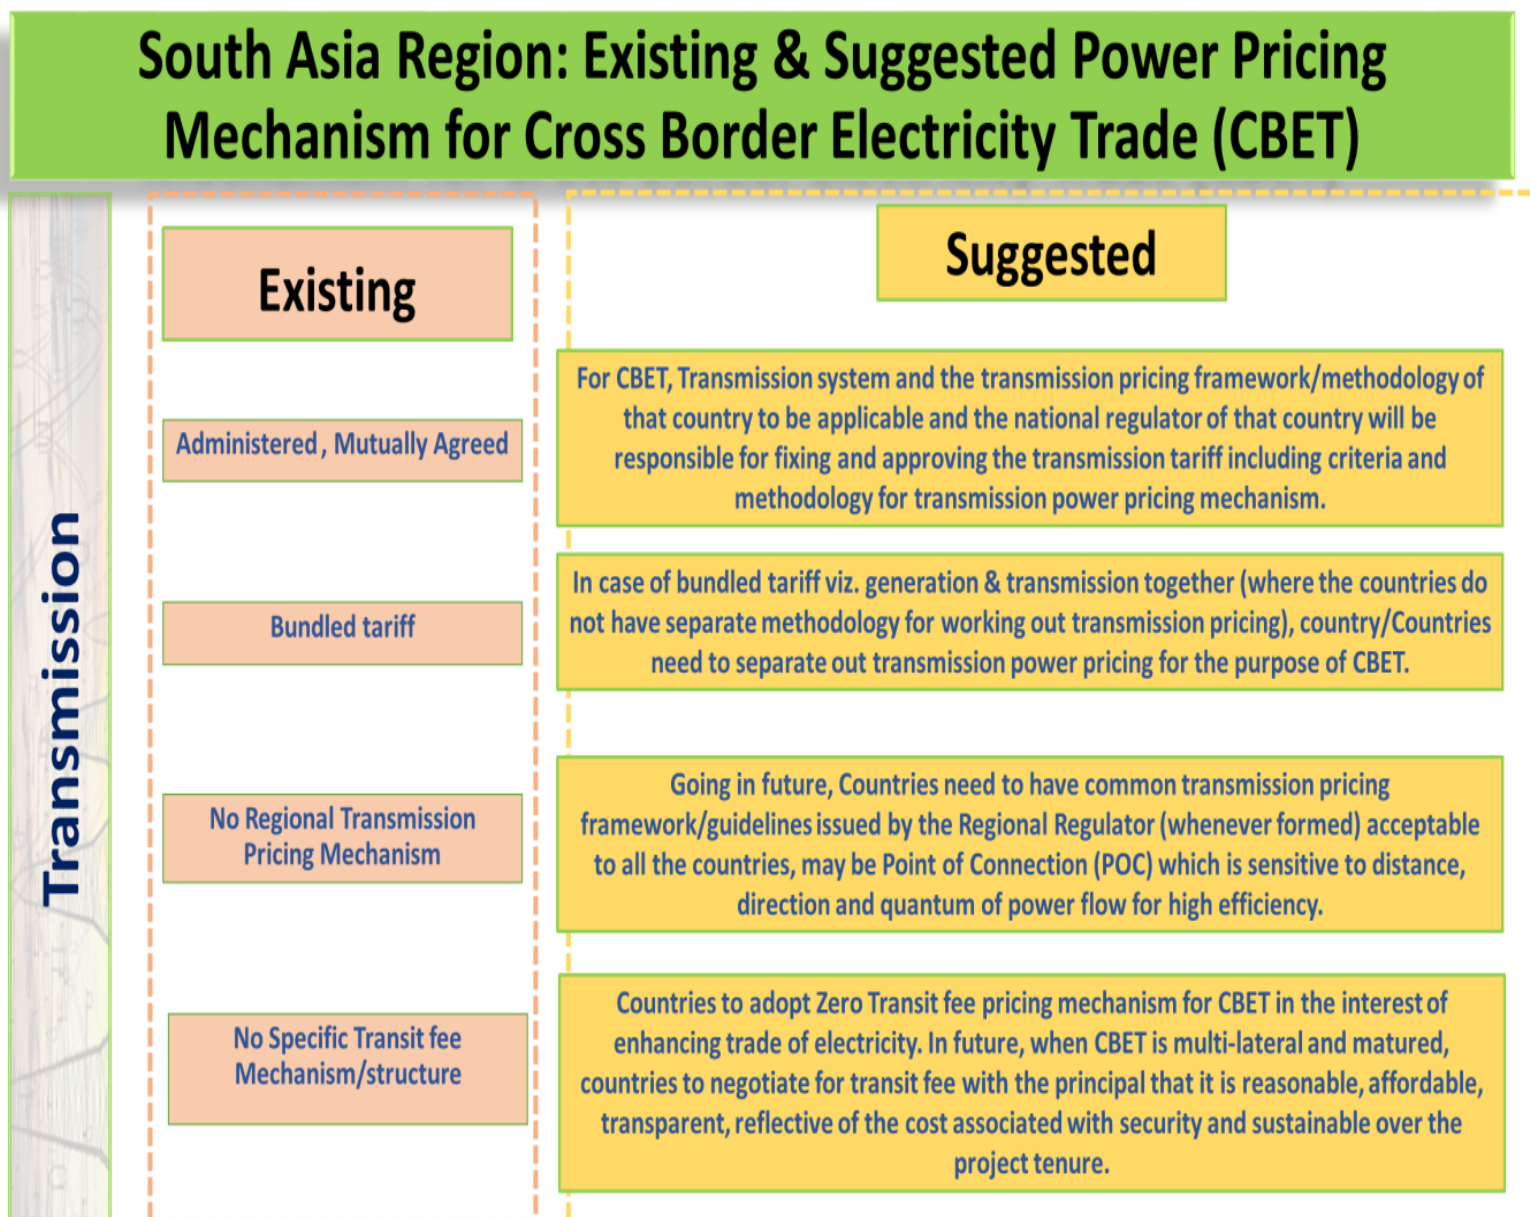 South Asia Region: Existing & Suggested Power Pricing
Mechanism for Cross Border Electricity Trade (CBET)
Transmission
Existing
Suggested
Administered, Mutually Agreed
For CBET, Transmission system and the transmission pricing framework/methodology of
that country to be applicable and the national regulator of that country will be
responsible for fixing and approving the transmission tariff including criteria and
methodology for transmission power pricing mechanism.
Bundled tariff
In case of bundled tariff viz. generation & transmission together (where the countries do
not have separate methodology for working out transmission pricing), country/Countries
need to separate out transmission power pricing for the purpose of CBET.
No Regional Transmission
Pricing Mechanism
Going in future, Countries need to have common transmission pricing
framework/guidelines issued by the Regional Regulator (whenever formed) acceptable
to all the countries, may be Point of Connection (POC) which is sensitive to distance,
direction and quantum of power flow for high efficiency.
No Specific Transit fee
Mechanism/structure
Countries to adopt Zero Transit fee pricing mechanism for CBET in the interest of
enhancing trade of electricity. In future, when CBET is multi-lateral and matured,
countries to negotiate for transit fee with the principal that it is reasonable, affordable,
transparent, reflective of the cost associated with security and sustainable over the
project tenure.